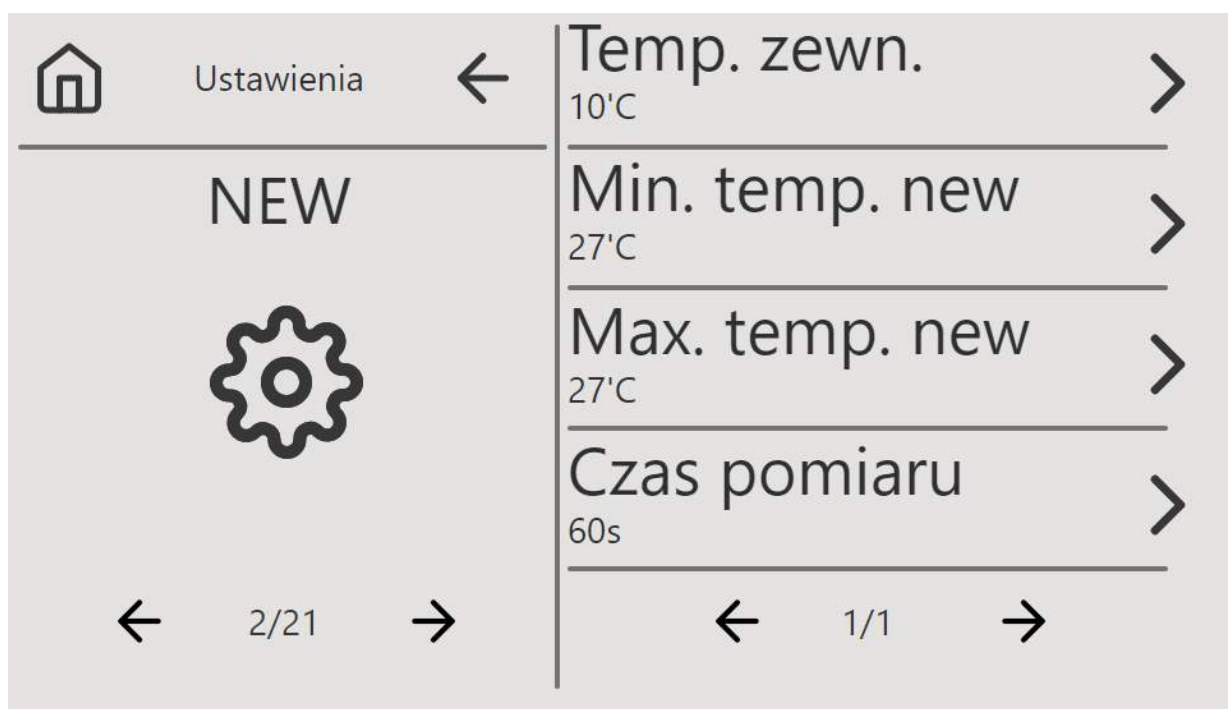 Ustawienia
NEW
2/21
Temp. zewn.
10'C
Min. temp. new
27'C
Max. temp. new
27'C
Czas pomiaru
60s
1/1